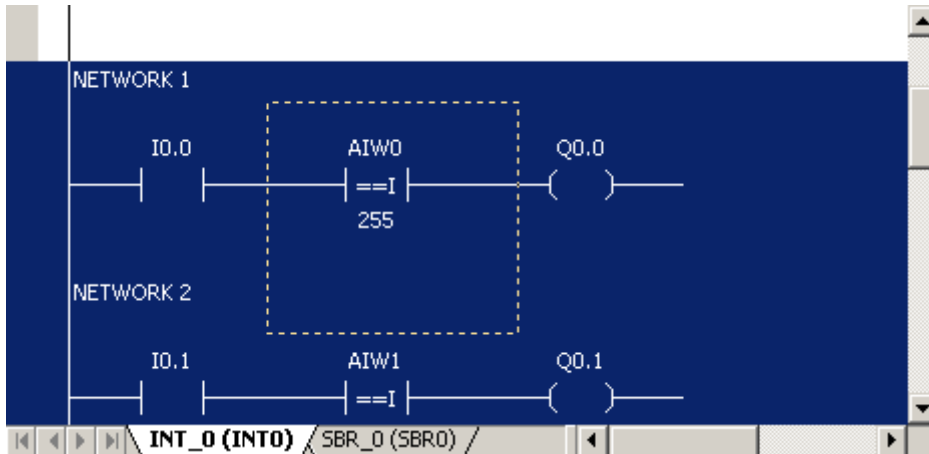 NETWORK 1
I0.0 AIW0 Q0.0
==I
255
NETWORK 2
I0.1 AIW1 Q0.1
==I
INT_0 (INT0) SBR_0 (SBR0)